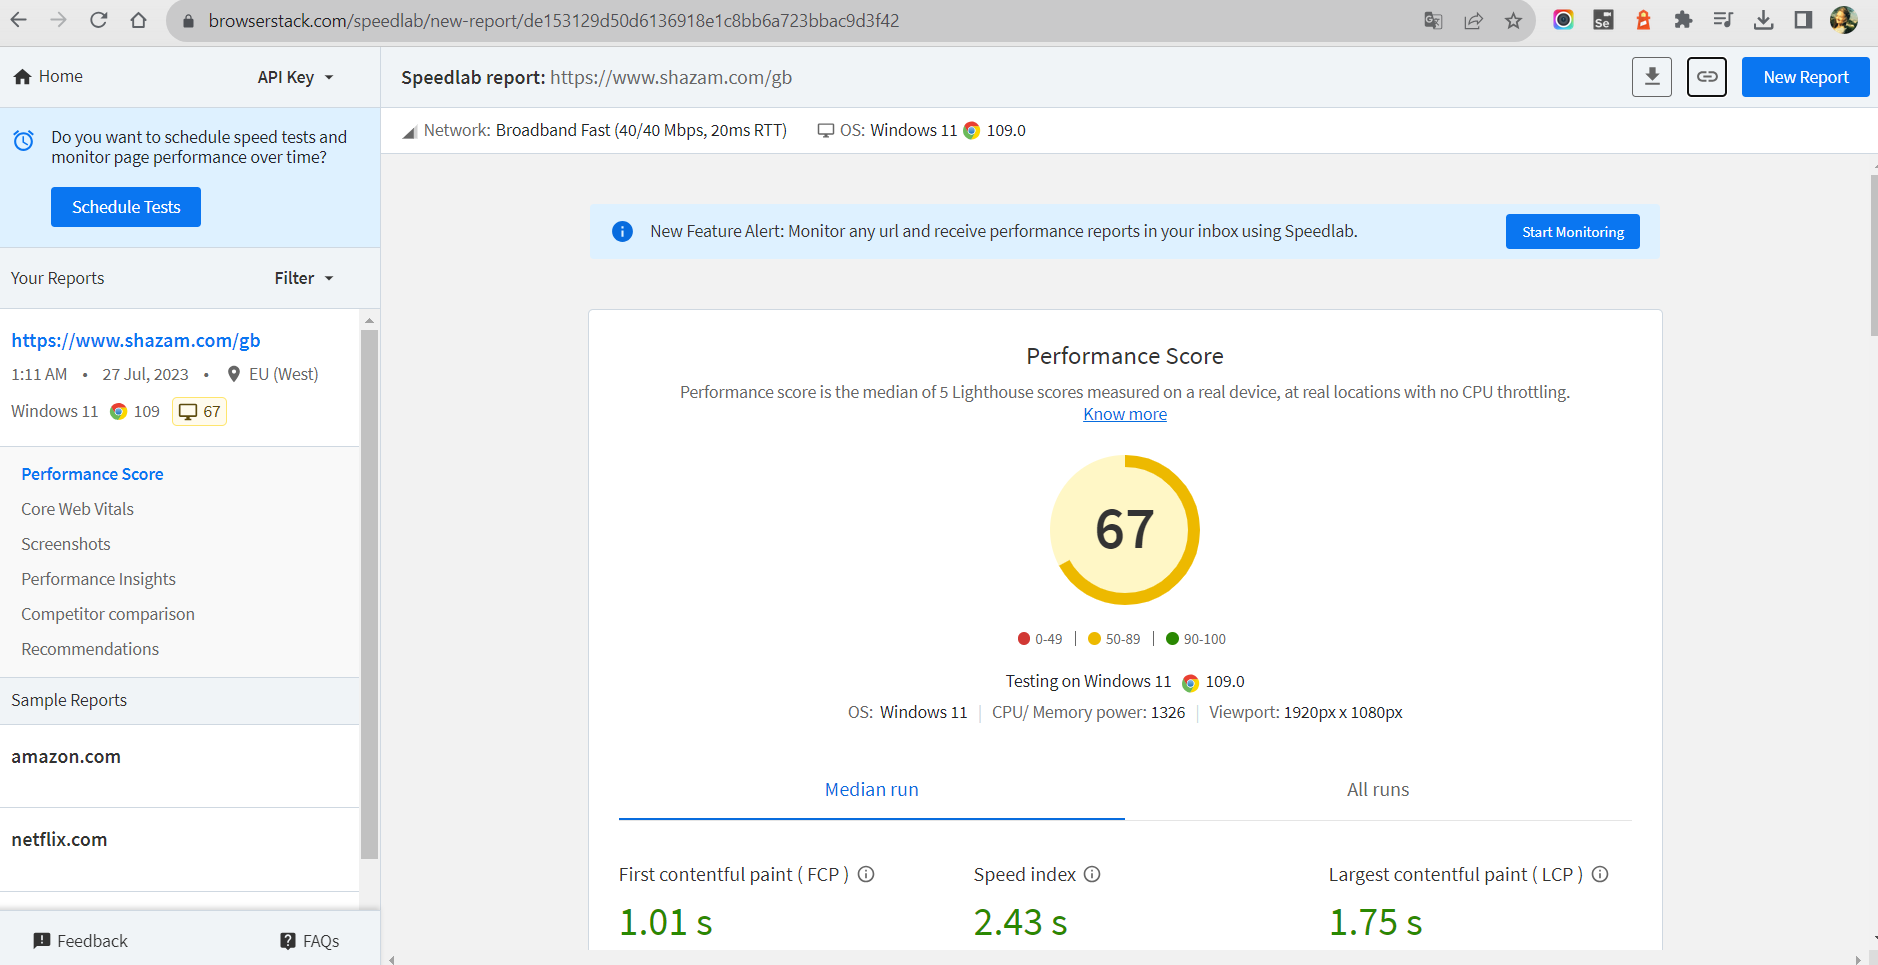 browserstack.com/speedlab/new-report/de153129d50d6136918e1c8bb6a723bbac9d3f42
Se
Home
API Key
Speedlab report: https://www.shazam.com/gb
New Report
Do you want to schedule speed tests and
monitor page performance over time?
Schedule Tests
Network: Broadband Fast (40/40 Mbps, 20ms RTT)
OS: Windows 11 109.0
New Feature Alert: Monitor any url and receive performance reports in your inbox using Speedlab.
Start Monitoring
Your Reports
Filter
https://www.shazam.com/gb
1:11 AM • 27 Jul, 2023 • EU (West)
Windows 11 109 67
Performance Score
Core Web Vitals
Screenshots
Performance Insights
Competitor comparison
Recommendations
Sample Reports
amazon.com
netflix.com
Feedback
FAQs
Performance Score
Performance score is the median of 5 Lighthouse scores measured on a real device, at real locations with no CPU throttling.
Know more
67
0-49 | 50-89 | 90-100
Testing on Windows 11 109.0
OS: Windows 11 | CPU/ Memory power: 1326 | Viewport: 1920px x 1080px
Median run
All runs
First contentful paint ( FCP )
Speed index
Largest contentful paint ( LCP )
1.01 s
2.43 s
1.75 s